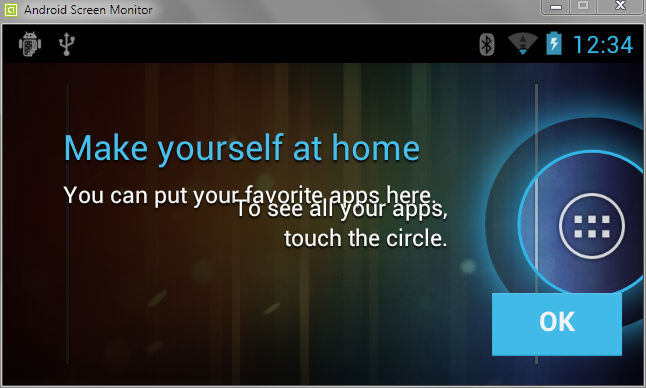 Android Screen Monitor
12:34
Make yourself at home
You can put your favorite apps here.
To see all your apps,
touch the circle.
OK